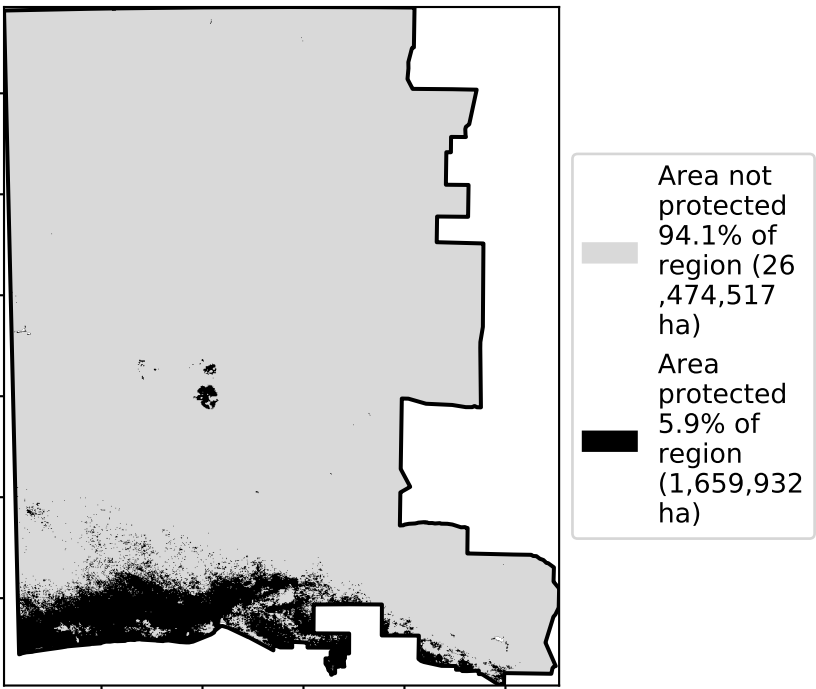 Area not
protected
94.1% of
region (26
,474,517
ha)
Area
protected
5.9% of
region
(1,659,932
ha)